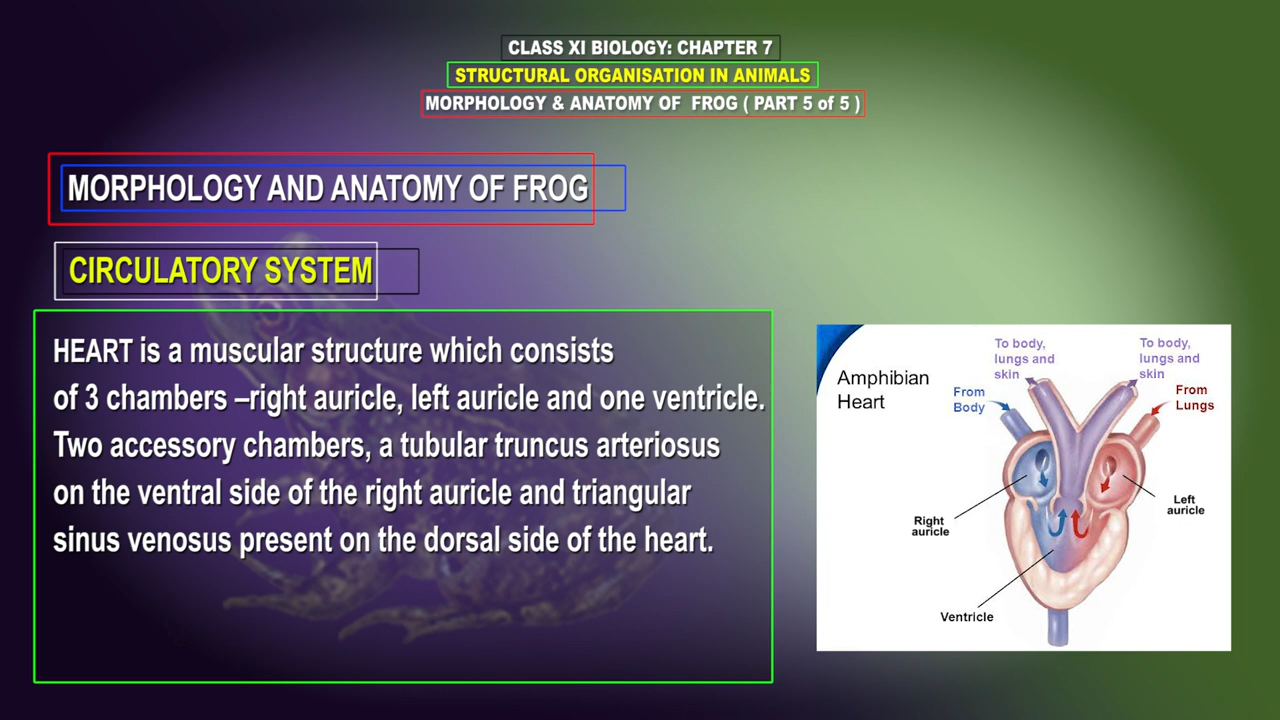 CLASS XI BIOLOGY: CHAPTER 7
STRUCTURAL ORGANISATION IN ANIMALS
MORPHOLOGY & ANATOMY OF FROG ( PART 5 of 5 )
MORPHOLOGY AND ANATOMY OF FROG
CIRCULATORY SYSTEM
HEART is a muscular structure which consists
of 3 chambers –right auricle, left auricle and one ventricle.
Two accessory chambers, a tubular truncus arteriosus
on the ventral side of the right auricle and triangular
sinus venosus present on the dorsal side of the heart.
Amphibian
Heart
To body,
lungs and
skin
To body,
lungs and
skin
From
Body
From
Lungs
Right
auricle
Left
auricle
Ventricle